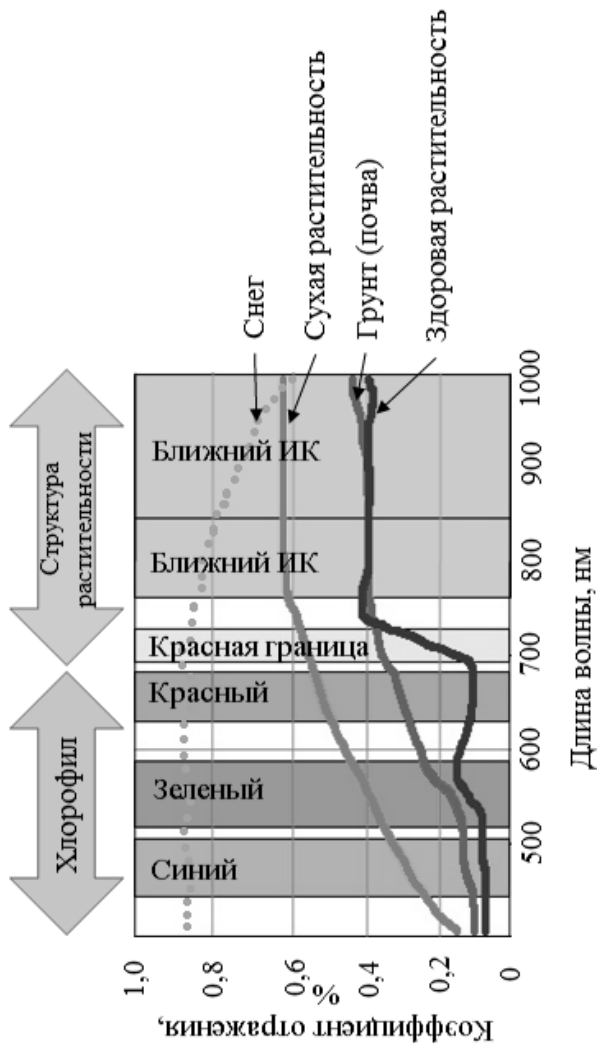 Хлорофил
Структура
растительности
Снег
Сухая растительность
Грунт (почва)
Здоровая растительность
Синий
Зеленый
Красный
Красная граница
Ближний ИК
Ближний ИК
1,0
0,8
0,6
0,4
0,2
0
Коэффициент отражения,
%
500
600
700
800
900
1000
Длина волны, нм